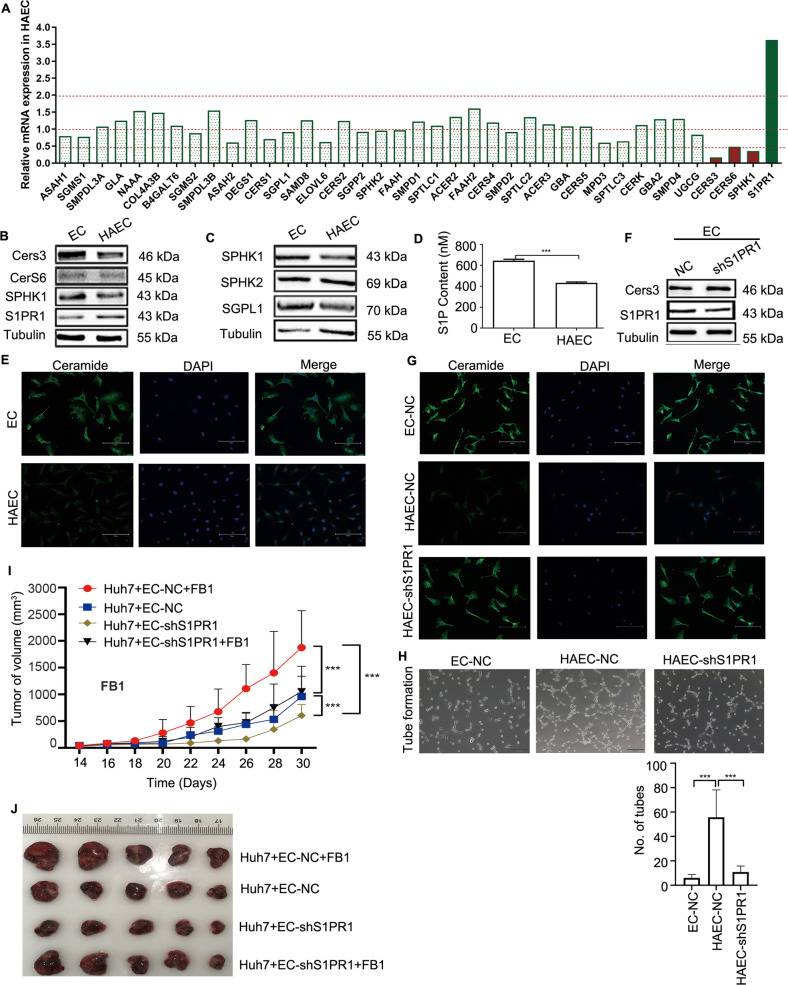 A
Relative mRNA expression in HAEC
4.0
3.5
3.0
2.5
2.0
1.5
1.0
0.5
0.0
ASAH1
SGMS1
SMPDL3A
GLA
NAAA
COL4A3B
B4GALT6
SGMS2
SMPDL3B
ASAH2
DEGS1
CERS1
SGPL1
SAMD8
ELOVL6
CERS2
SGPP2
SPHK2
FAAH
SMPD1
SPTLC1
ACER2
FAAH2
CERS4
SMPD2
SPTLC2
ACER3
GBA
CERS5
MPD3
SPTLC3
CERK
GBA2
SMPD4
UGCG
CERS3
CERS6
SPHK1
S1PR1
B
EC HAEC
Cers3 46 kDa
CerS6 45 kDa
SPHK1 43 kDa
S1PR1 43 kDa
Tubulin 55 kDa
C
EC HAEC
SPHK1 43 kDa
SPHK2 69 kDa
SGPL1 70 kDa
Tubulin 55 kDa
D
S1P Content (nM)
800
600
400
200
0
***
EC HAEC
F
EC
NC shS1PR1
Cers3 46 kDa
S1PR1 43 kDa
Tubulin 55 kDa
E
Ceramide DAPI Merge
EC
HAEC
G
Ceramide DAPI Merge
EC-NC
HAEC-NC
HAEC-shS1PR1
I
Tumor of volume (mm3)
3000
2500
2000
1500
1000
500
0
Huh7+EC-NC+FB1
Huh7+EC-NC
Huh7+EC-shS1PR1
Huh7+EC-shS1PR1+FB1
FB1
***
***
***
14 16 18 20 22 24 26 28 30
Time (Days)
H
EC-NC HAEC-NC HAEC-shS1PR1
Tube formation
No. of tubes
100
80
60
40
20
0
*** ***
EC-NC
HAEC-NC
HAEC-shS1PR1
J
26 25 24 23 22 21 20 19 18 17
Huh7+EC-NC+FB1
Huh7+EC-NC
Huh7+EC-shS1PR1
Huh7+EC-shS1PR1+FB1